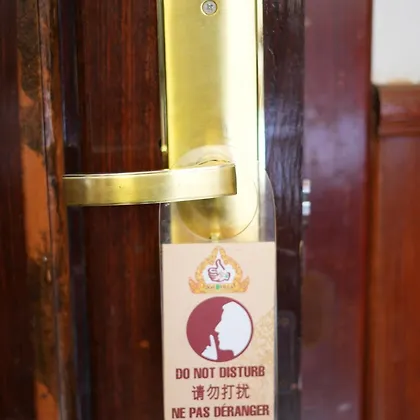 DO NOT DISTURB
请勿打扰
NE PAS DÉRANGER